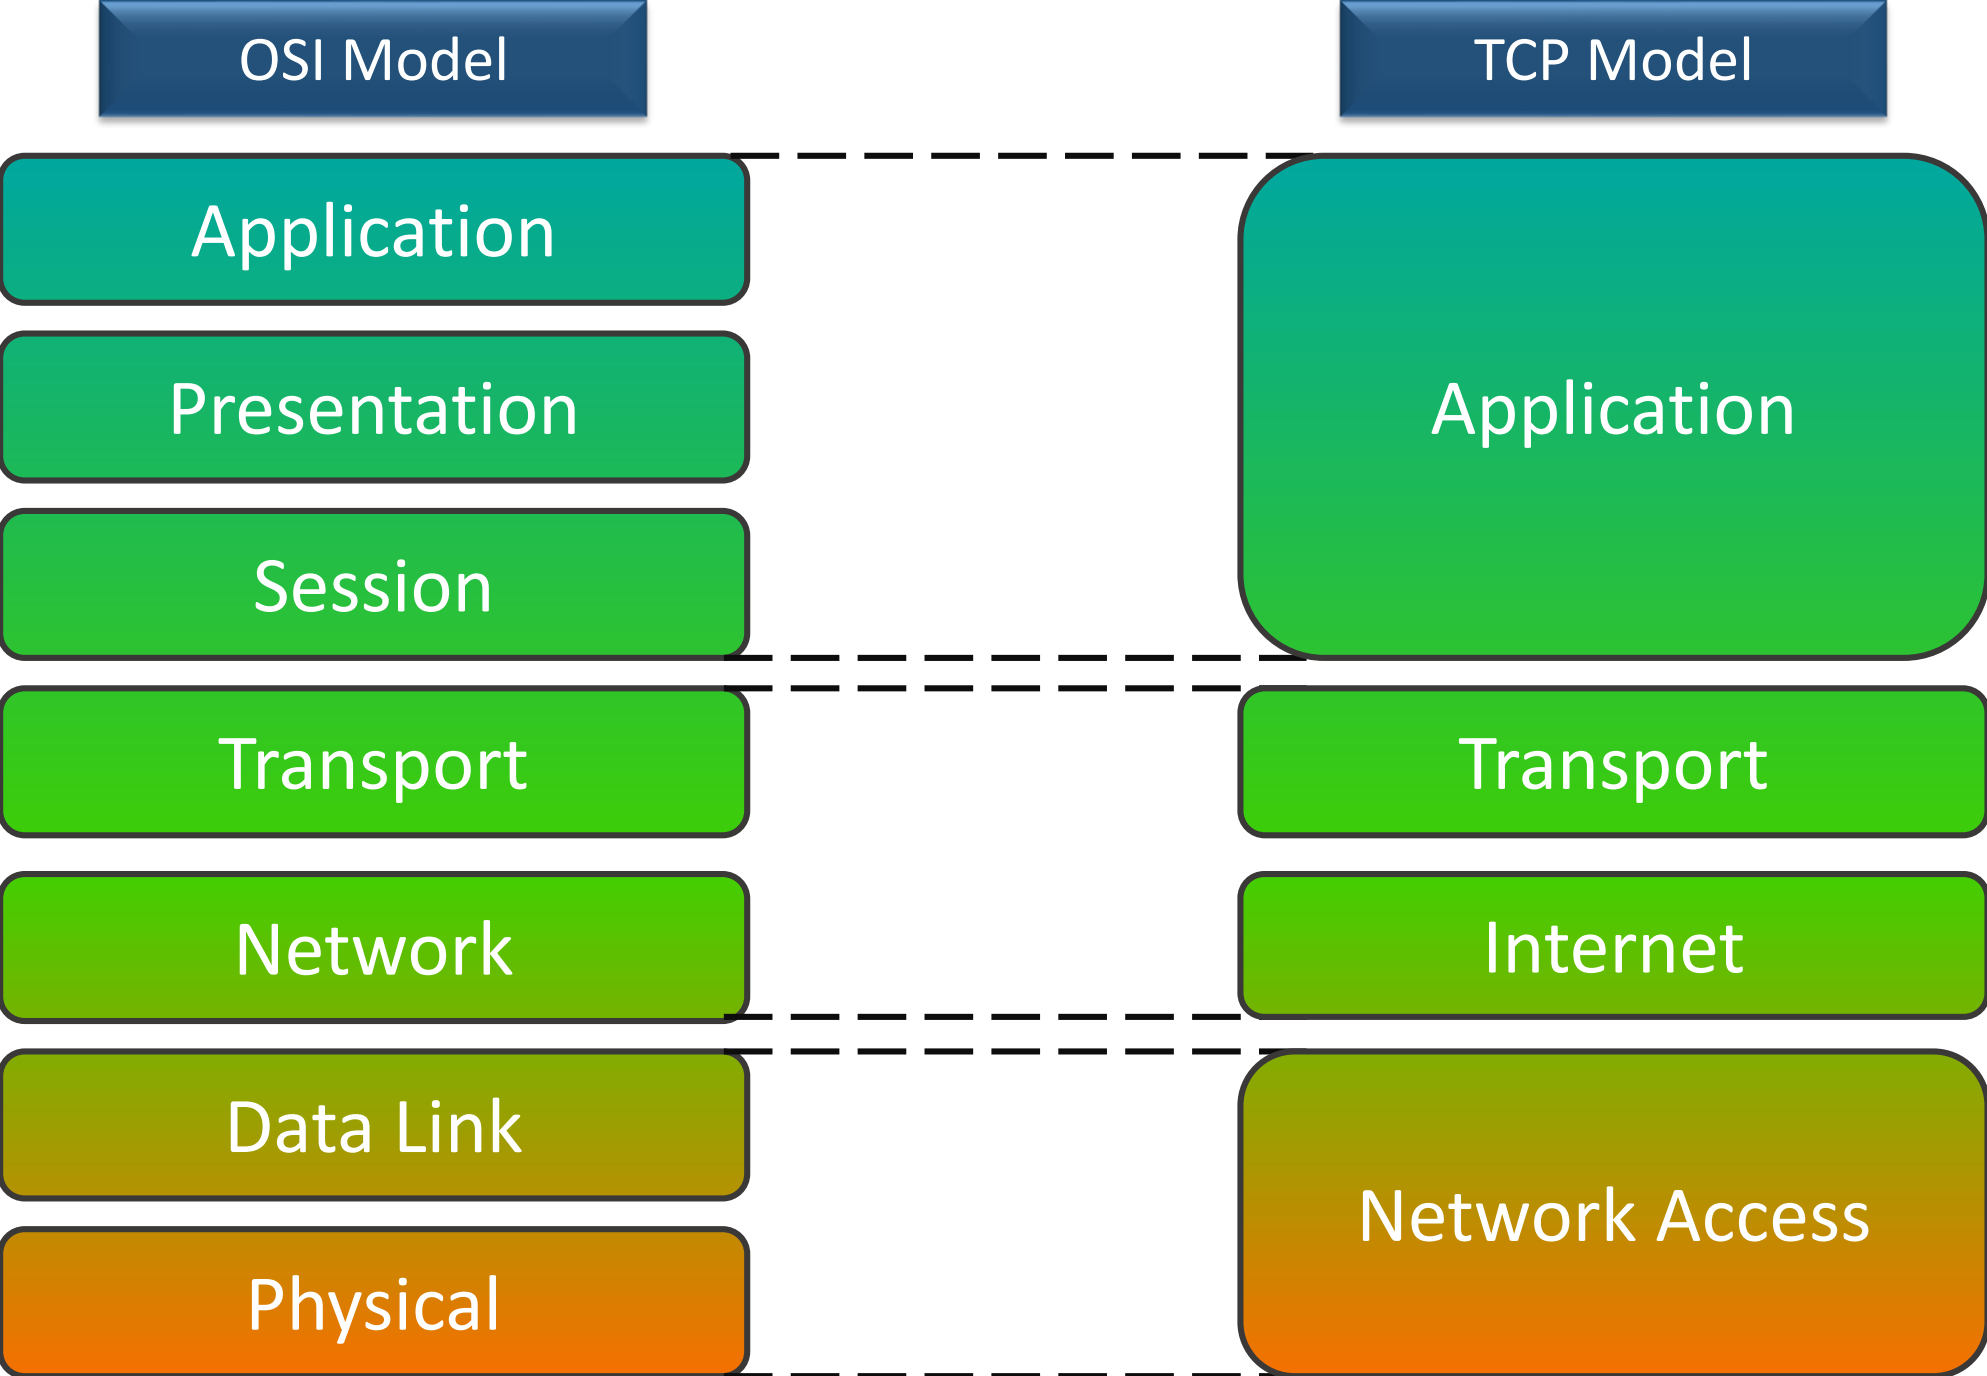 OSI Model
TCP Model
Application
Presentation
Session
Transport
Network
Data Link
Physical
Application
Transport
Internet
Network Access